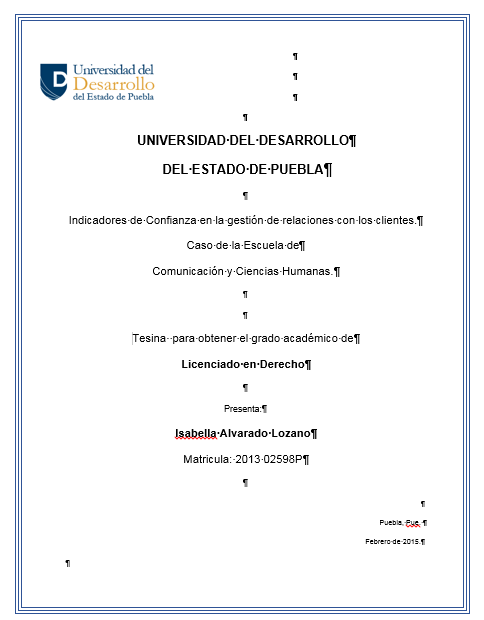 Universidad del
Desarrollo
del Estado de Puebla
UNIVERSIDAD·DEL·DESARROLLO¶
DEL·ESTADO·DE·PUEBLA¶
Indicadores·de·Confianza·en·la·gestión·de·relaciones·con·los·clientes.¶
Caso·de·la·Escuela·de¶
Comunicación·y·Ciencias·Humanas.¶
Tesina··para·obtener·el·grado·académico·de¶
Licenciado·en·Derecho¶
Presenta:¶
Isabella·Alvarado·Lozano¶
Matricula:·2013·02598P¶
Puebla,·Pue.·¶
Febrero·de·2015.¶